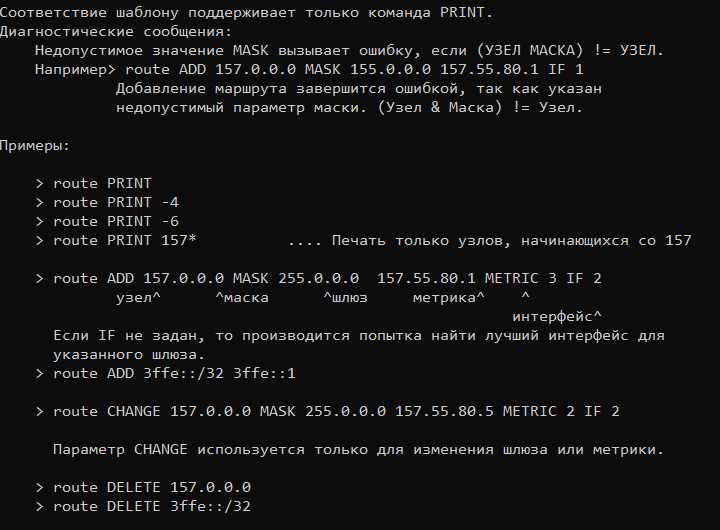 Соответствие шаблону поддерживает только команда PRINT.
Диагностические сообщения:
    Недопустимое значение MASK вызывает ошибку, если (УЗЕЛ МАСКА) != УЗЕЛ.
    Например> route ADD 157.0.0.0 MASK 155.0.0.0 157.55.80.1 IF 1
             Добавление маршрута завершится ошибкой, так как указан
             недопустимый параметр маски. (Узел & Маска) != Узел.

Примеры:

    > route PRINT
    > route PRINT -4
    > route PRINT -6
    > route PRINT 157*          .... Печать только узлов, начинающихся со 157

    > route ADD 157.0.0.0 MASK 255.0.0.0  157.55.80.1 METRIC 3 IF 2
             узел^      ^маска      ^шлюз     метрика^    ^
                                                         интерфейс^
      Если IF не задан, то производится попытка найти лучший интерфейс для
      указанного шлюза.
    > route ADD 3ffe::/32 3ffe::1

    > route CHANGE 157.0.0.0 MASK 255.0.0.0 157.55.80.5 METRIC 2 IF 2

      Параметр CHANGE используется только для изменения шлюза или метрики.

    > route DELETE 157.0.0.0
    > route DELETE 3ffe::/32